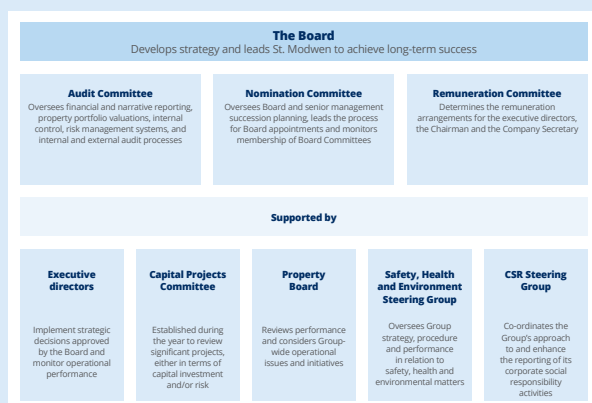 The Board
Develops strategy and leads St. Modwen to achieve long-term success
Audit Committee
Oversees financial and narrative reporting,
property portfolio valuations, internal
control, risk management systems, and
internal and external audit processes
Nomination Committee
Oversees Board and senior management
succession planning, leads the process
for Board appointments and monitors
membership of Board Committees
Remuneration Committee
Determines the remuneration
arrangements for the executive directors,
the Chairman and the Company Secretary
Supported by
Executive
directors
Implement strategic
decisions approved
by the Board and
monitor operational
performance
Capital Projects
Committee
Established during
the year to review
significant projects,
either in terms of
capital investment
and/or risk
Property
Board
Reviews performance
and considers Group-
wide operational
issues and initiatives
Safety, Health
and Environment
Steering Group
Oversees Group
strategy, procedure
and performance
in relation to
safety, health and
environmental matters
CSR Steering
Group
Co-ordinates the
Group's approach
to and enhance
the reporting of its
corporate social
responsibility
activities